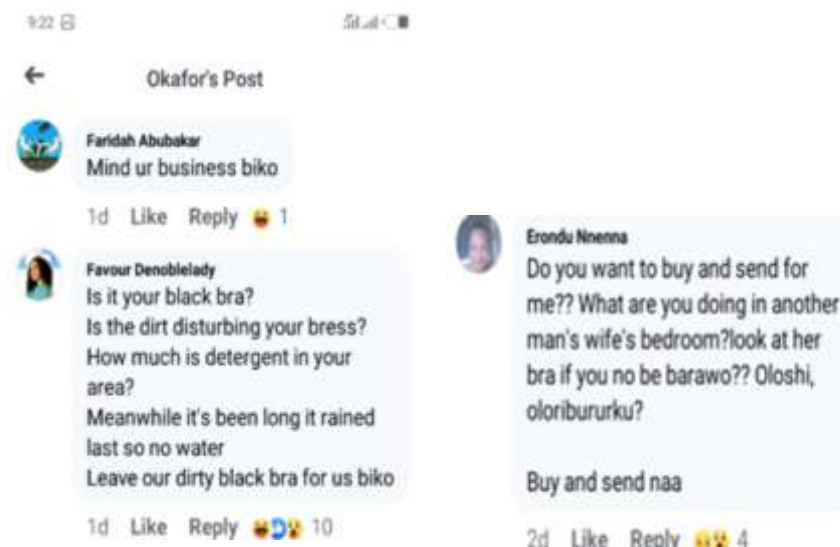 9:22
Okafor's Post
Faridah Abubakar
Mind ur business biko
1d Like Reply 1
Favour Denoblelady
Is it your black bra?
Is the dirt disturbing your bress?
How much is detergent in your
area?
Meanwhile it's been long it rained
last so no water
Leave our dirty black bra for us biko
1d Like Reply 10
Erondu Nnenna
Do you want to buy and send for
me?? What are you doing in another
man's wife's bedroom?look at her
bra if you no be barawo?? Oloshi,
oloribururku?
Buy and send naa
2d Like Reply 4